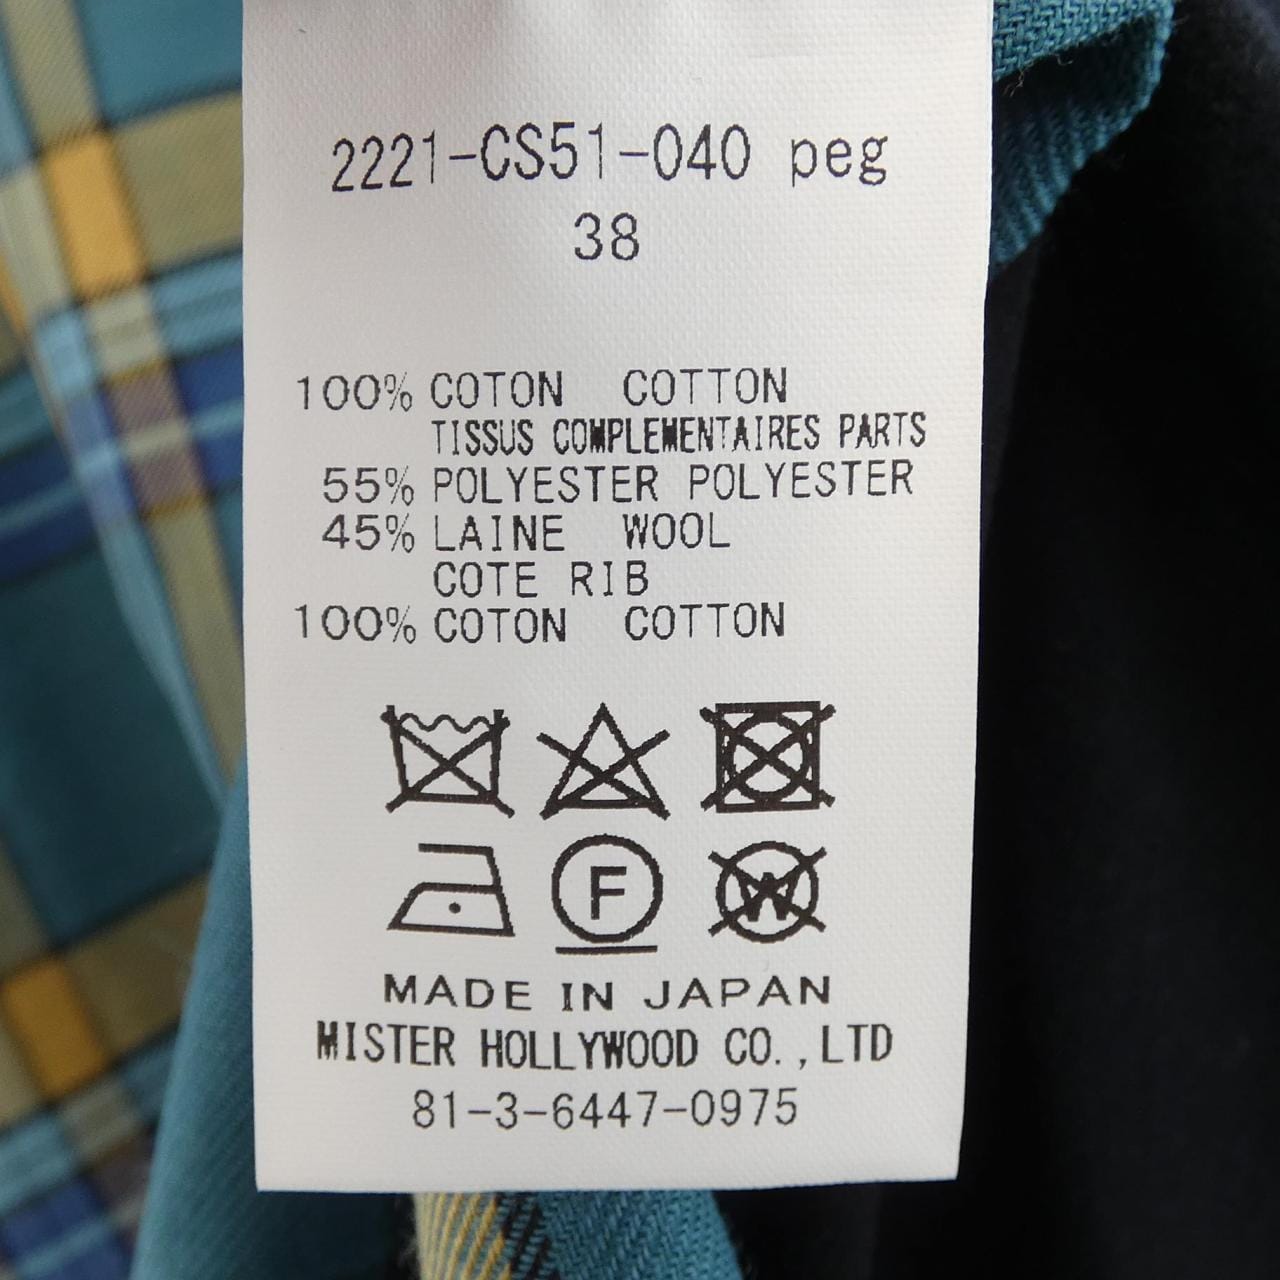 2221-CS51-040 peg
38
100% COTON COTTON
TISSUS COMPLEMENTAIRES PARTS
55% POLYESTER POLYESTER
45% LAINE WOOL
COTE RIB
100% COTON COTTON
F W
MADE IN JAPAN
MISTER HOLLYWOOD CO.,LTD
81-3-6447-0975